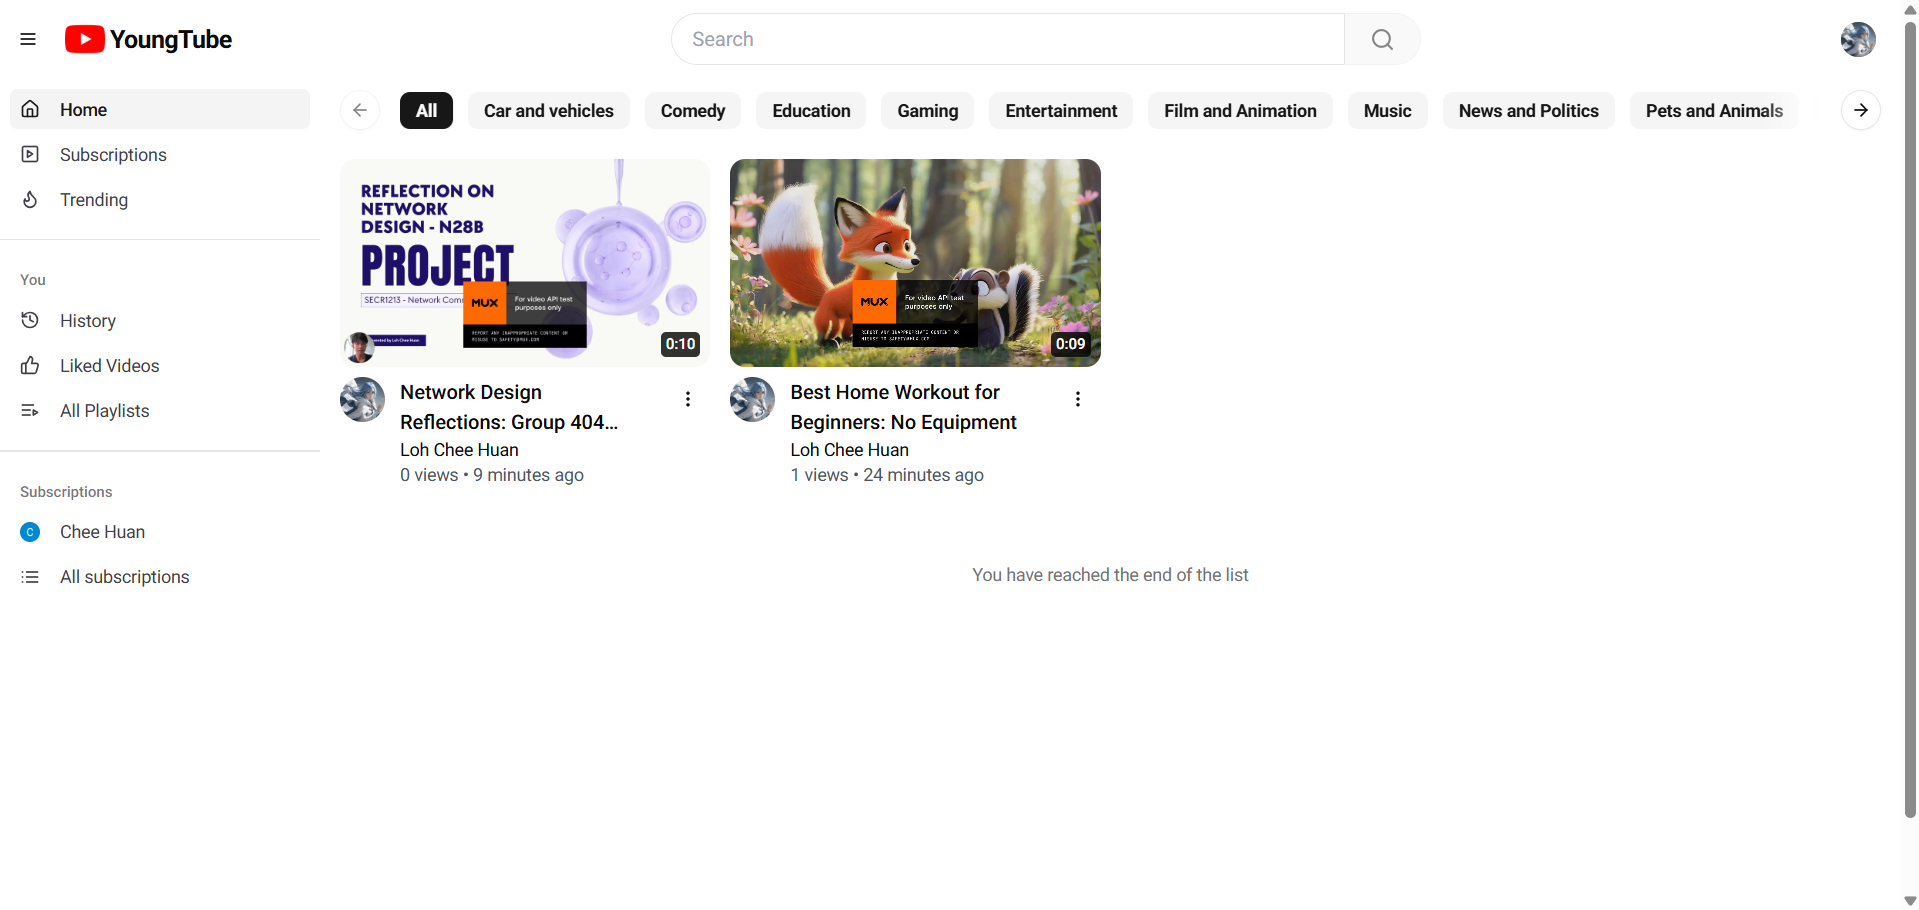 YoungTube
Search
Home
Subscriptions
Trending
You
History
Liked Videos
All Playlists
Subscriptions
C
Chee Huan
All subscriptions
All
Car and vehicles
Comedy
Education
Gaming
Entertainment
Film and Animation
Music
News and Politics
Pets and Animals
REFLECTION ON
NETWORK
DESIGN - N28B
PROJECT
SECR1213 - Network Com
MUX
For video API test
purposes only
REPORT ANY INAPPROPRIATE CONTENT OR
MISUSE TO SAFETY@MUX.COM
by Loh Chee Huan
0:10
Network Design
Reflections: Group 404...
Loh Chee Huan
0 views • 9 minutes ago
MUX
For video API test
purposes only
REPORT ANY INAPPROPRIATE CONTENT OR
MISUSE TO SAFETY@MUX.COM
0:09
Best Home Workout for
Beginners: No Equipment
Loh Chee Huan
1 views • 24 minutes ago
You have reached the end of the list